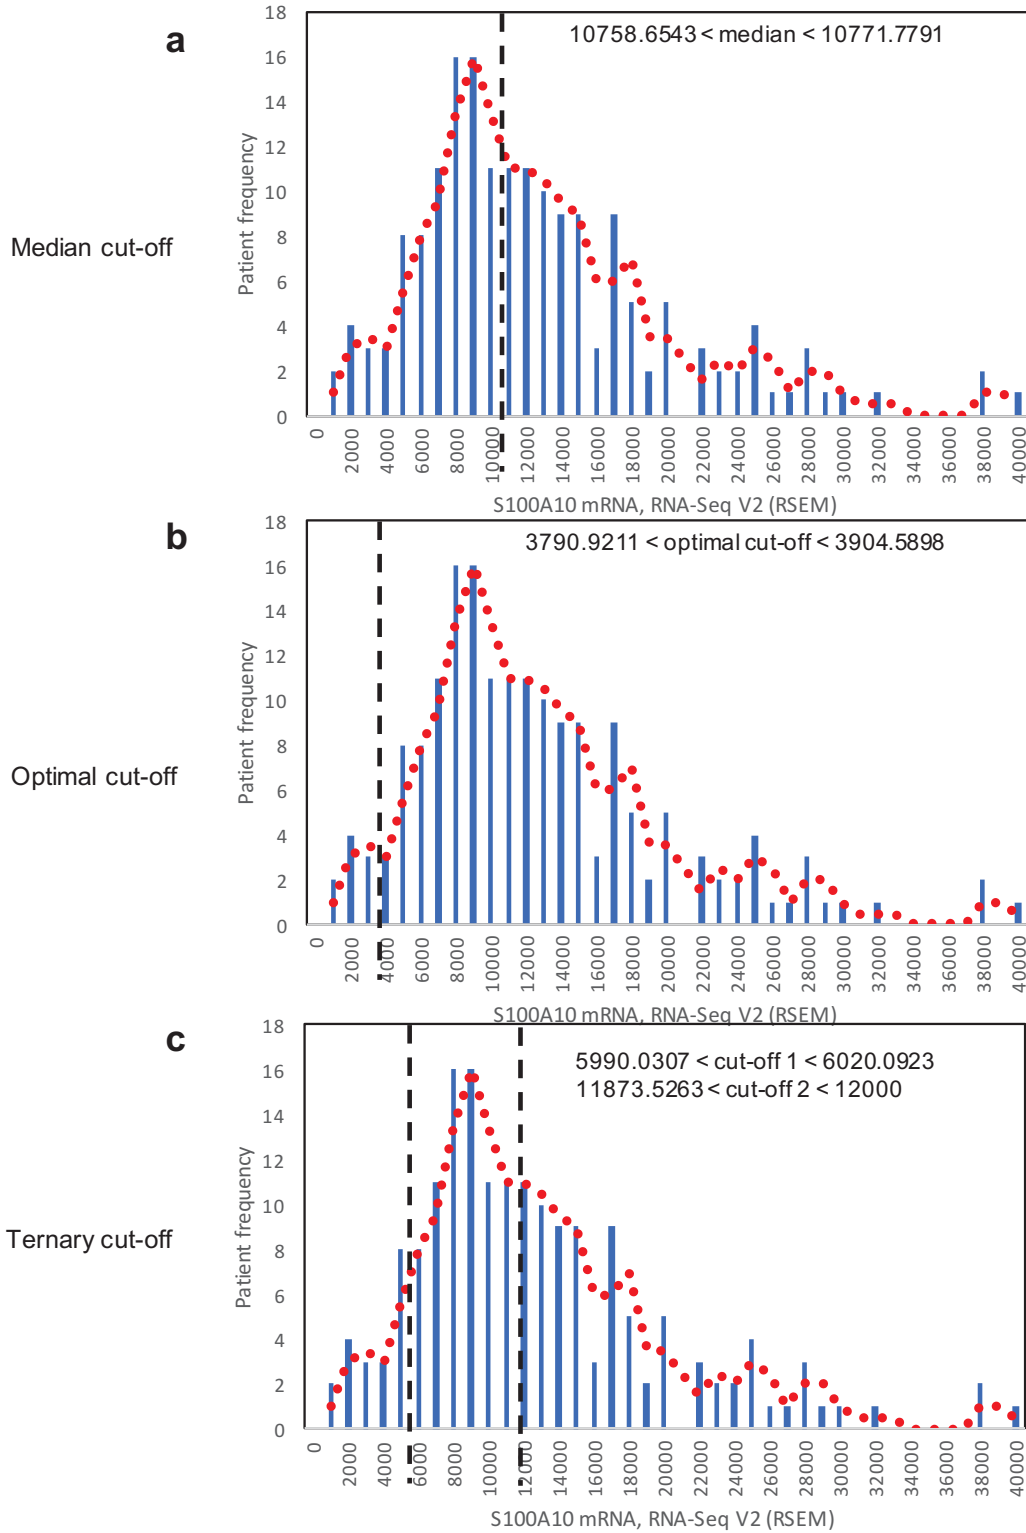 a
10758.6543 < median < 10771.7791
Median cut-off
Patient frequency
18
16
14
12
10
8
6
4
2
0
0 2000 4000 6000 8000 10000 12000 14000 16000 18000 20000 22000 24000 26000 28000 30000 32000 34000 36000 38000 40000
S100A10 mRNA, RNA-Seq V2 (RSEM)
b
3790.9211 < optimal cut-off < 3904.5898
Optimal cut-off
Patient frequency
18
16
14
12
10
8
6
4
2
0
0 2000 4000 6000 8000 10000 12000 14000 16000 18000 20000 22000 24000 26000 28000 30000 32000 34000 36000 38000 40000
S100A10 mRNA, RNA-Seq V2 (RSEM)
c
5990.0307 < cut-off 1 < 6020.0923
11873.5263 < cut-off 2 < 12000
Ternary cut-off
Patient frequency
18
16
14
12
10
8
6
4
2
0
0 2000 4000 6000 8000 10000 12000 14000 16000 18000 20000 22000 24000 26000 28000 30000 32000 34000 36000 38000 40000
S100A10 mRNA, RNA-Seq V2 (RSEM)